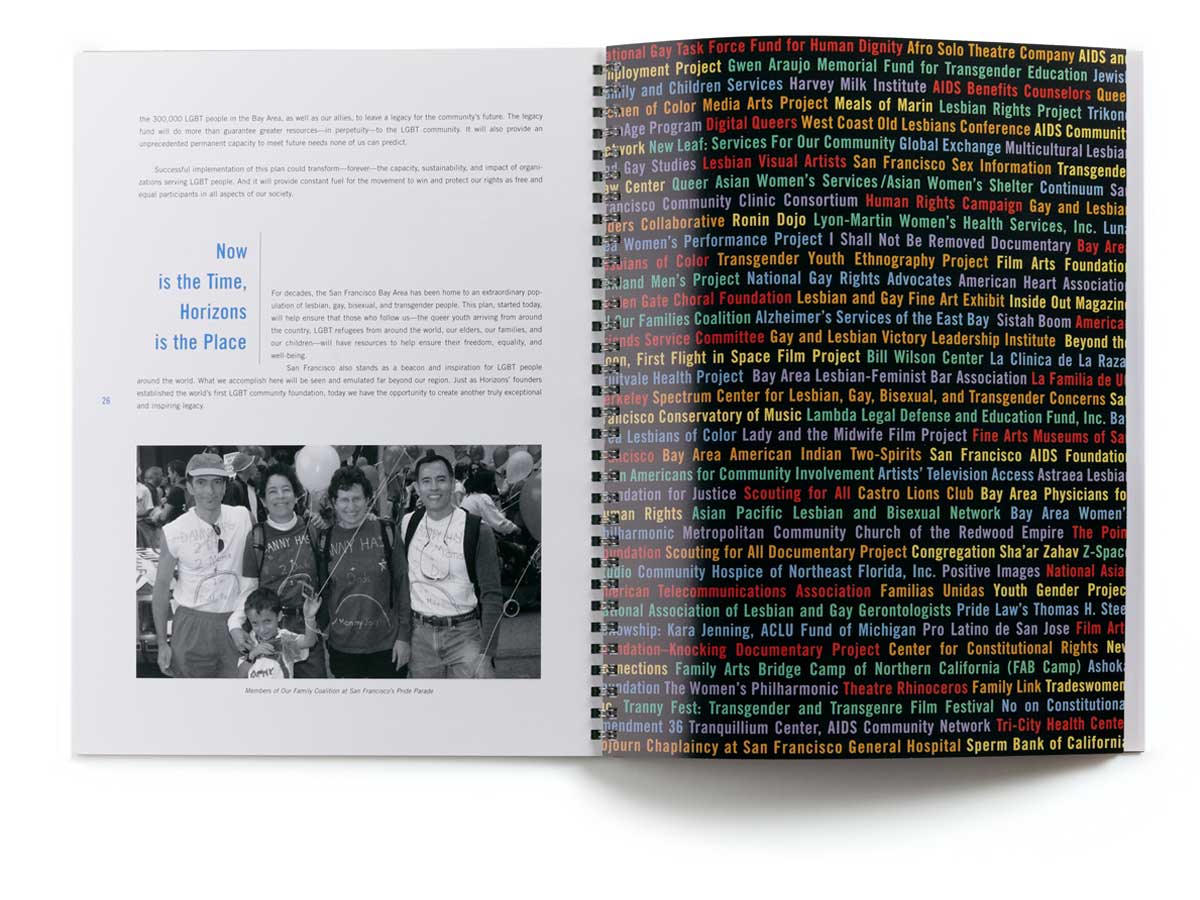 the 300,000 LGBT people in the Bay Area, as well as our allies, to leave a legacy for the community's future. The legacy
fund will do more than guarantee greater resources—in perpetuity—to the LGBT community. It will also provide an
unprecedented permanent capacity to meet future needs none of us can predict.
Successful implementation of this plan could transform—forever—the capacity, sustainability, and impact of organi-
zations serving LGBT people. And it will provide constant fuel for the movement to win and protect our rights as free and
equal participants in all aspects of our society.
Now
is the Time,
Horizons
is the Place
For decades, the San Francisco Bay Area has been home to an extraordinary pop-
ulation of lesbian, gay, bisexual, and transgender people. This plan, started today,
will help ensure that those who follow us—the queer youth arriving from around
the country, LGBT refugees from around the world, our elders, our families, and
our children—will have resources to help ensure their freedom, equality, and
well-being.
San Francisco also stands as a beacon and inspiration for LGBT people
around the world. What we accomplish here will be seen and emulated far beyond our region. Just as Horizons' founders
established the world's first LGBT community foundation, today we have the opportunity to create another truly exceptional
and inspiring legacy.
26
DANNY HAS
Members of Our Family Coalition at San Francisco's Pride Parade
ational Gay Task Force Fund for Human Dignity Afro Solo Theatre Company AIDS an
ployment Project Gwen Araujo Memorial Fund for Transgender Education Jewis
mily and Children Services Harvey Milk Institute AIDS Benefits Counselors Quee
men of Color Media Arts Project Meals of Marin Lesbian Rights Project Trikon
Age Program Digital Queers West Coast Old Lesbians Conference AIDS Communit
work New Leaf: Services For Our Community Global Exchange Multicultural Lesbia
d Gay Studies Lesbian Visual Artists San Francisco Sex Information Transgende
aw Center Queer Asian Women's Services/Asian Women's Shelter Continuum Sa
rancisco Community Clinic Consortium Human Rights Campaign Gay and Lesbia
ders Collaborative Ronin Dojo Lyon-Martin Women's Health Services, Inc. Luna
ea Women's Performance Project I Shall Not Be Removed Documentary Bay Are
sbians of Color Transgender Youth Ethnography Project Film Arts Foundatio
land Men's Project National Gay Rights Advocates American Heart Associatio
en Gate Choral Foundation Lesbian and Gay Fine Art Exhibit Inside Out Magazin
Our Families Coalition Alzheimer's Services of the East Bay Sistah Boom America
ends Service Committee Gay and Lesbian Victory Leadership Institute Beyond the
on, First Flight in Space Film Project Bill Wilson Center La Clinica de La Raza
uitvale Health Project Bay Area Lesbian-Feminist Bar Association La Familia de U
erkeley Spectrum Center for Lesbian, Gay, Bisexual, and Transgender Concerns Sa
ancisco Conservatory of Music Lambda Legal Defense and Education Fund, Inc. Ba
ea Lesbians of Color Lady and the Midwife Film Project Fine Arts Museums of Sa
ncisco Bay Area American Indian Two-Spirits San Francisco AIDS Foundatio
n Americans for Community Involvement Artists' Television Access Astraea Lesbia
undation for Justice Scouting for All Castro Lions Club Bay Area Physicians fo
man Rights Asian Pacific Lesbian and Bisexual Network Bay Area Women's
ilharmonic Metropolitan Community Church of the Redwood Empire The Poin
undation Scouting for All Documentary Project Congregation Sha'ar Zahav Z-Spac
udio Community Hospice of Northeast Florida, Inc. Positive Images National Asia
merican Telecommunications Association Familias Unidas Youth Gender Projec
tional Association of Lesbian and Gay Gerontologists Pride Law's Thomas H. Stee
lowship: Kara Jenning, ACLU Fund of Michigan Pro Latino de San Jose Film Art
undation–Knocking Documentary Project Center for Constitutional Rights New
nnections Family Arts Bridge Camp of Northern California (FAB Camp) Ashok
undation The Women's Philharmonic Theatre Rhinoceros Family Link Tradeswomen
c. Tranny Fest: Transgender and Transgenre Film Festival No on Constitutiona
mendment 36 Tranquillium Center, AIDS Community Network Tri-City Health Cente
ojourn Chaplaincy at San Francisco General Hospital Sperm Bank of California